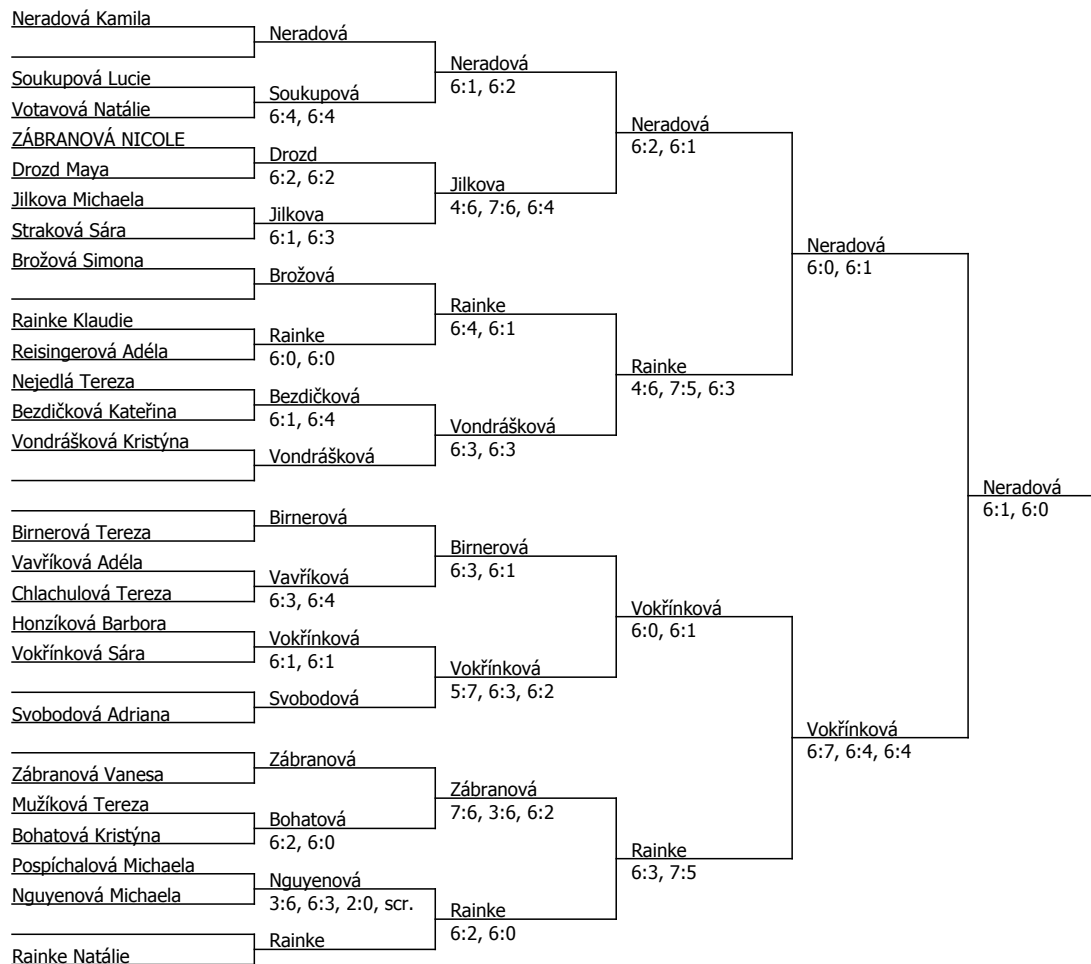 Neradová Kamila
Soukupová Lucie
Votavová Natálie
ZÁBRANOVÁ NICOLE
Drozd Maya
Jilkova Michaela
Straková Sára
Brožová Simona
Rainke Klaudie
Reisingerová Adéla
Nejedlá Tereza
Bezdičková Kateřina
Vondrášková Kristýna
Birnerová Tereza
Vavříková Adéla
Chlachulová Tereza
Honzíková Barbora
Vokřínková Sára
Svobodová Adriana
Zábranová Vanesa
Mužíková Tereza
Bohatová Kristýna
Pospíchalová Michaela
Nguyenová Michaela
Rainke Natálie
Neradová
Soukupová
6:4, 6:4
Drozd
6:2, 6:2
Jilkova
6:1, 6:3
Brožová
Rainke
6:0, 6:0
Bezdičková
6:1, 6:4
Vondrášková
Birnerová
Vavříková
6:3, 6:4
Vokřínková
6:1, 6:1
Svobodová
Zábranová
Bohatová
6:2, 6:0
Nguyenová
3:6, 6:3, 2:0, scr.
Rainke
Neradová
6:1, 6:2
Jilkova
4:6, 7:6, 6:4
Rainke
6:4, 6:1
Vondrášková
6:3, 6:3
Birnerová
6:3, 6:1
Vokřínková
5:7, 6:3, 6:2
Zábranová
7:6, 3:6, 6:2
Rainke
6:2, 6:0
Neradová
6:2, 6:1
Rainke
4:6, 7:5, 6:3
Vokřínková
6:0, 6:1
Rainke
6:3, 7:5
Neradová
6:0, 6:1
Vokřínková
6:7, 6:4, 6:4
Neradová
6:1, 6:0